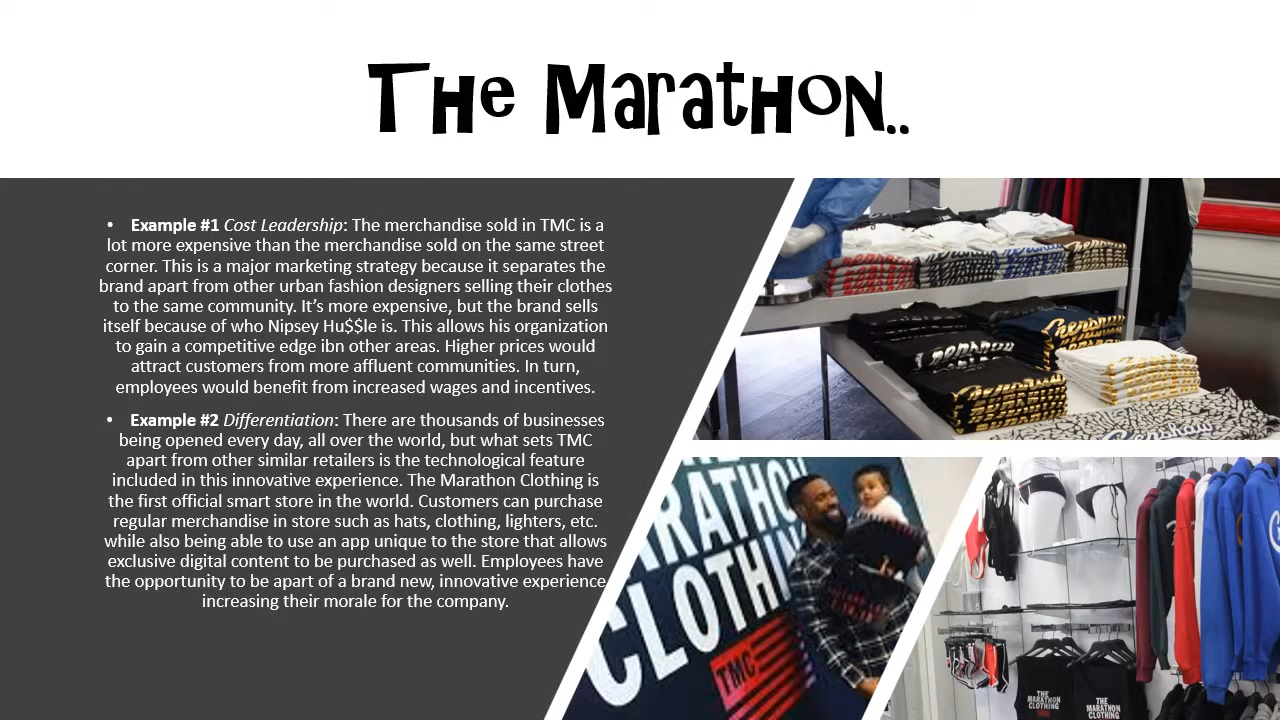 The Marathon..
• Example #1 Cost Leadership: The merchandise sold in TMC is a
lot more expensive than the merchandise sold on the same street
corner. This is a major marketing strategy because it separates the
brand apart from other urban fashion designers selling their clothes
to the same community. It’s more expensive, but the brand sells
itself because of who Nipsey Hu$$le is. This allows his organization
to gain a competitive edge ibn other areas. Higher prices would
attract customers from more affluent communities. In turn,
employees would benefit from increased wages and incentives.
• Example #2 Differentiation: There are thousands of businesses
being opened every day, all over the world, but what sets TMC
apart from other similar retailers is the technological feature
included in this innovative experience. The Marathon Clothing is
the first official smart store in the world. Customers can purchase
regular merchandise in store such as hats, clothing, lighters, etc.
while also being able to use an app unique to the store that allows
exclusive digital content to be purchased as well. Employees have
the opportunity to be apart of a brand new, innovative experience
increasing their morale for the company.
Crenshaw
Crenshaw
Crenshaw
Crenshaw
MARATHON
CLOTHING
TMC
THE
MARATHON
CLOTHING
THE
MARATHON
CLOTHING